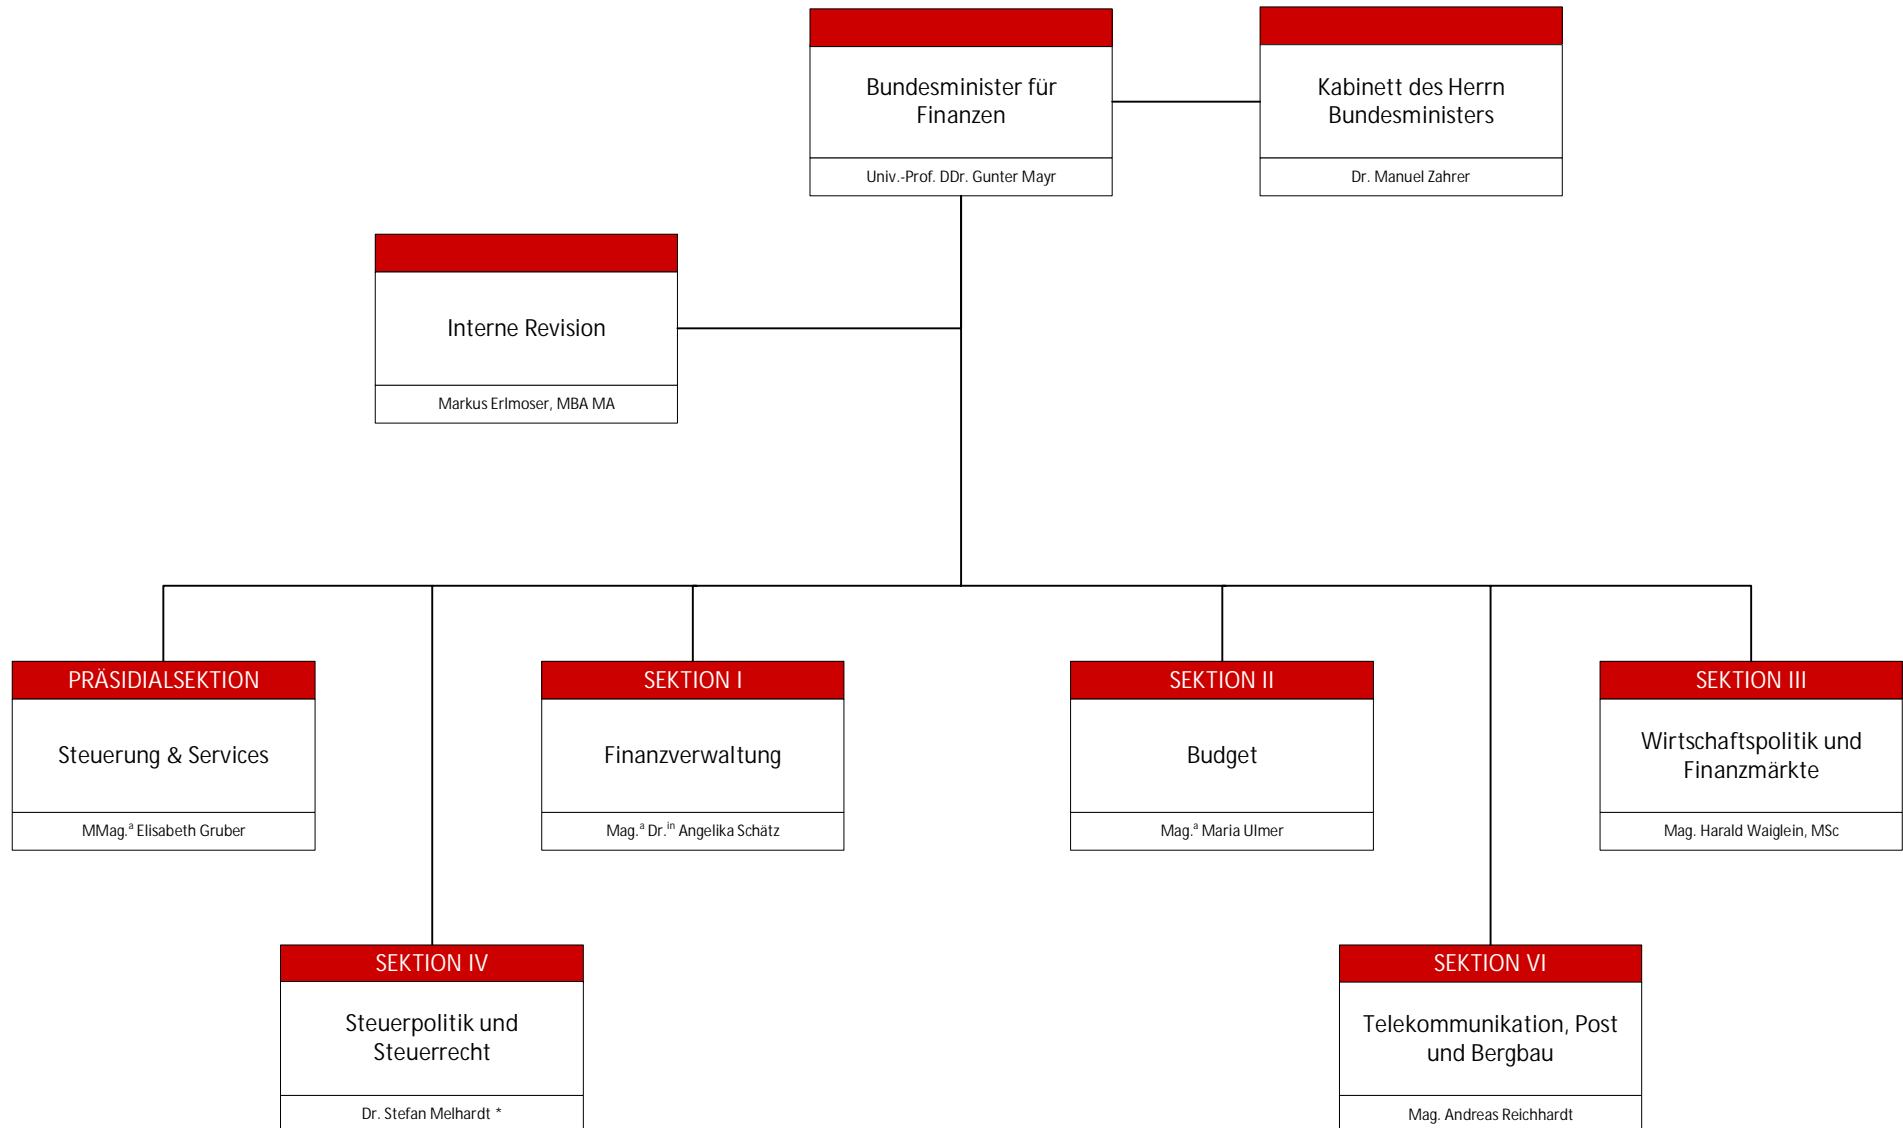 Bundesminister für
Finanzen
Univ.-Prof. DDr. Gunter Mayr
Kabinett des Herrn
Bundesministers
Dr. Manuel Zahrer
Interne Revision
Markus Erlmoser, MBA MA
PRÄSIDIALSEKTION
Steuerung & Services
MMag.ª Elisabeth Gruber
SEKTION I
Finanzverwaltung
Mag.ª Dr.ⁱⁿ Angelika Schätz
SEKTION II
Budget
Mag.ª Maria Ulmer
SEKTION III
Wirtschaftspolitik und
Finanzmärkte
Mag. Harald Waiglein, MSc
SEKTION IV
Steuerpolitik und
Steuerrecht
Dr. Stefan Melhardt *
SEKTION VI
Telekommunikation, Post
und Bergbau
Mag. Andreas Reichhardt